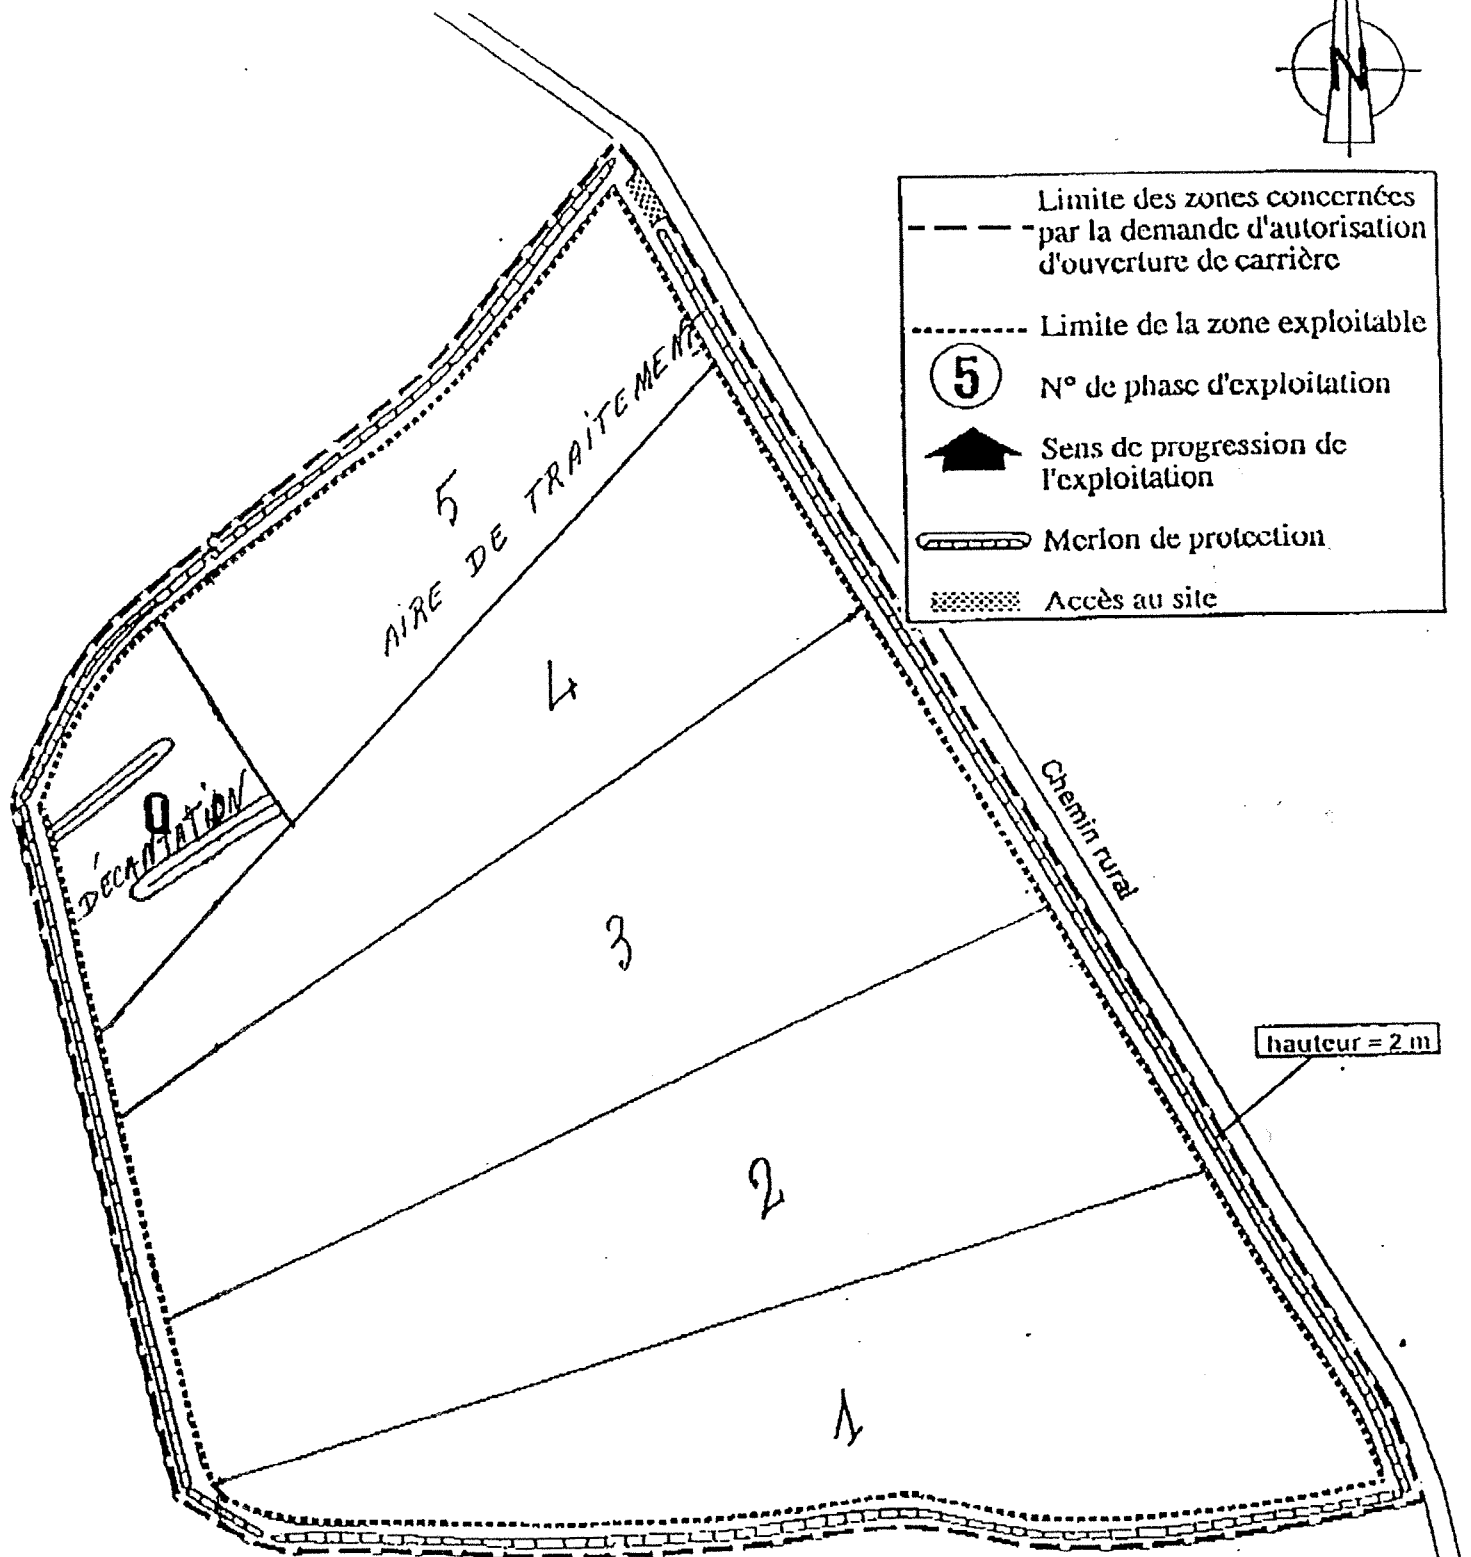 N
Limite des zones concernées
par la demande d'autorisation
d'ouverture de carrière
Limite de la zone exploitable
5
N° de phase d'exploitation
Sens de progression de
l'exploitation
Merlon de protection
Accès au site
5
AIRE DE TRAITEMENT
4
0
DÉCANTATION
Chemin rural
3
hauteur = 2 m
2
1